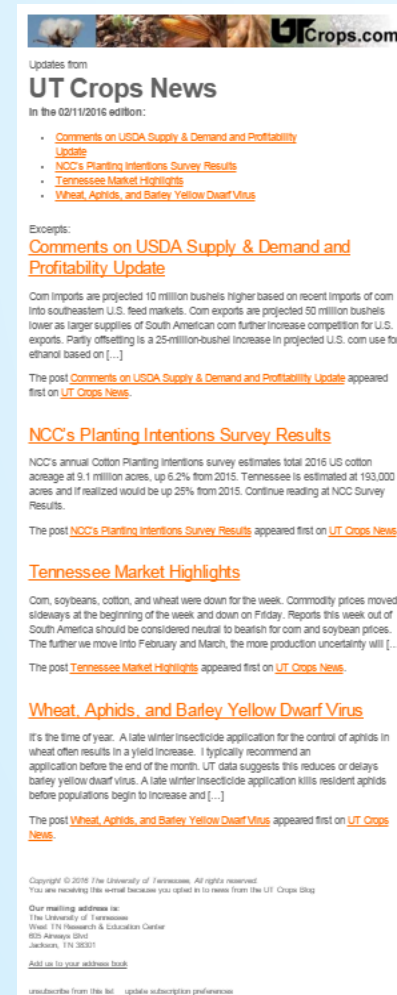 UTCrops.com
Updates from
UT Crops News
In the 02/11/2016 edition:
• Comments on USDA Supply & Demand and Profitability
Update
• NCC's Planting Intentions Survey Results
• Tennessee Market Highlights
• Wheat, Aphids, and Barley Yellow Dwarf Virus
Excerpts:
Comments on USDA Supply & Demand and
Profitability Update
Corn imports are projected 10 million bushels higher based on recent imports of corn
into southeastern U.S. feed markets. Corn exports are projected 50 million bushels
lower as larger supplies of South American corn further increase competition for U.S.
exports. Partly offsetting is a 25-million-bushel increase in projected U.S. corn use for
ethanol based on […]
The post Comments on USDA Supply & Demand and Profitability Update appeared
first on UT Crops News.
NCC's Planting Intentions Survey Results
NCC's annual Cotton Planting Intentions survey estimates total 2016 US cotton
acreage at 9.1 million acres, up 6.2% from 2015. Tennessee is estimated at 193,000
acres and if realized would be up 25% from 2015. Continue reading at NCC Survey
Results.
The post NCC's Planting Intentions Survey Results appeared first on UT Crops News
Tennessee Market Highlights
Corn, soybeans, cotton, and wheat were down for the week. Commodity prices moved
sideways at the beginning of the week and down on Friday. Reports this week out of
South America should be considered neutral to bearish for corn and soybean prices.
The further we move into February and March, the more production uncertainty will [..
The post Tennessee Market Highlights appeared first on UT Crops News.
Wheat, Aphids, and Barley Yellow Dwarf Virus
It's the time of year. A late winter insecticide application for the control of aphids in
wheat often results in a yield increase. I typically recommend an
application before the end of the month. UT data suggests this reduces or delays
barley yellow dwarf virus. A late winter insecticide application kills resident aphids
before populations begin to increase and […]
The post Wheat, Aphids, and Barley Yellow Dwarf Virus appeared first on UT Crops
News.
Copyright © 2016 The University of Tennessee, All rights reserved.
You are receiving this e-mail because you opted in to news from the UT Crops Blog
Our mailing address is:
The University of Tennessee
West TN Research & Education Center
605 Airways Blvd
Jackson, TN 38301
Add us to your address book
unsubscribe from this list update subscription preferences